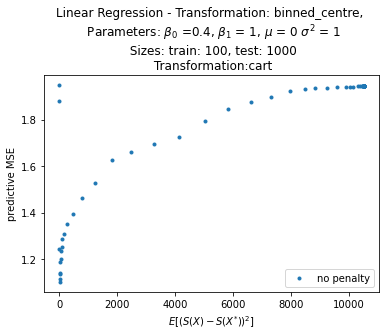 Linear Regression - Transformation: binned_centre,
Parameters: β₀ =0.4, β₁ = 1, μ = 0 σ² = 1
Sizes: train: 100, test: 1000
Transformation:cart
predictive MSE
1.8
1.6
1.4
1.2
0 2000 4000 6000 8000 10000
E[(S(X) − S(X*))²]
no penalty